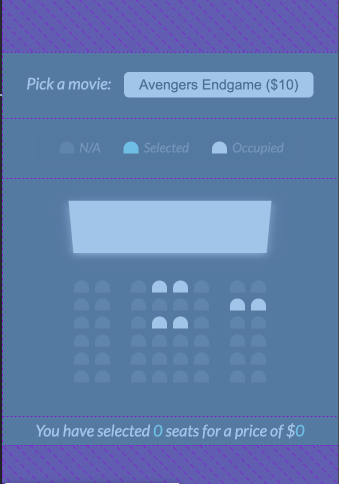 Pick a movie: Avengers Endgame ($10)
N/A Selected Occupied
You have selected 0 seats for a price of $0